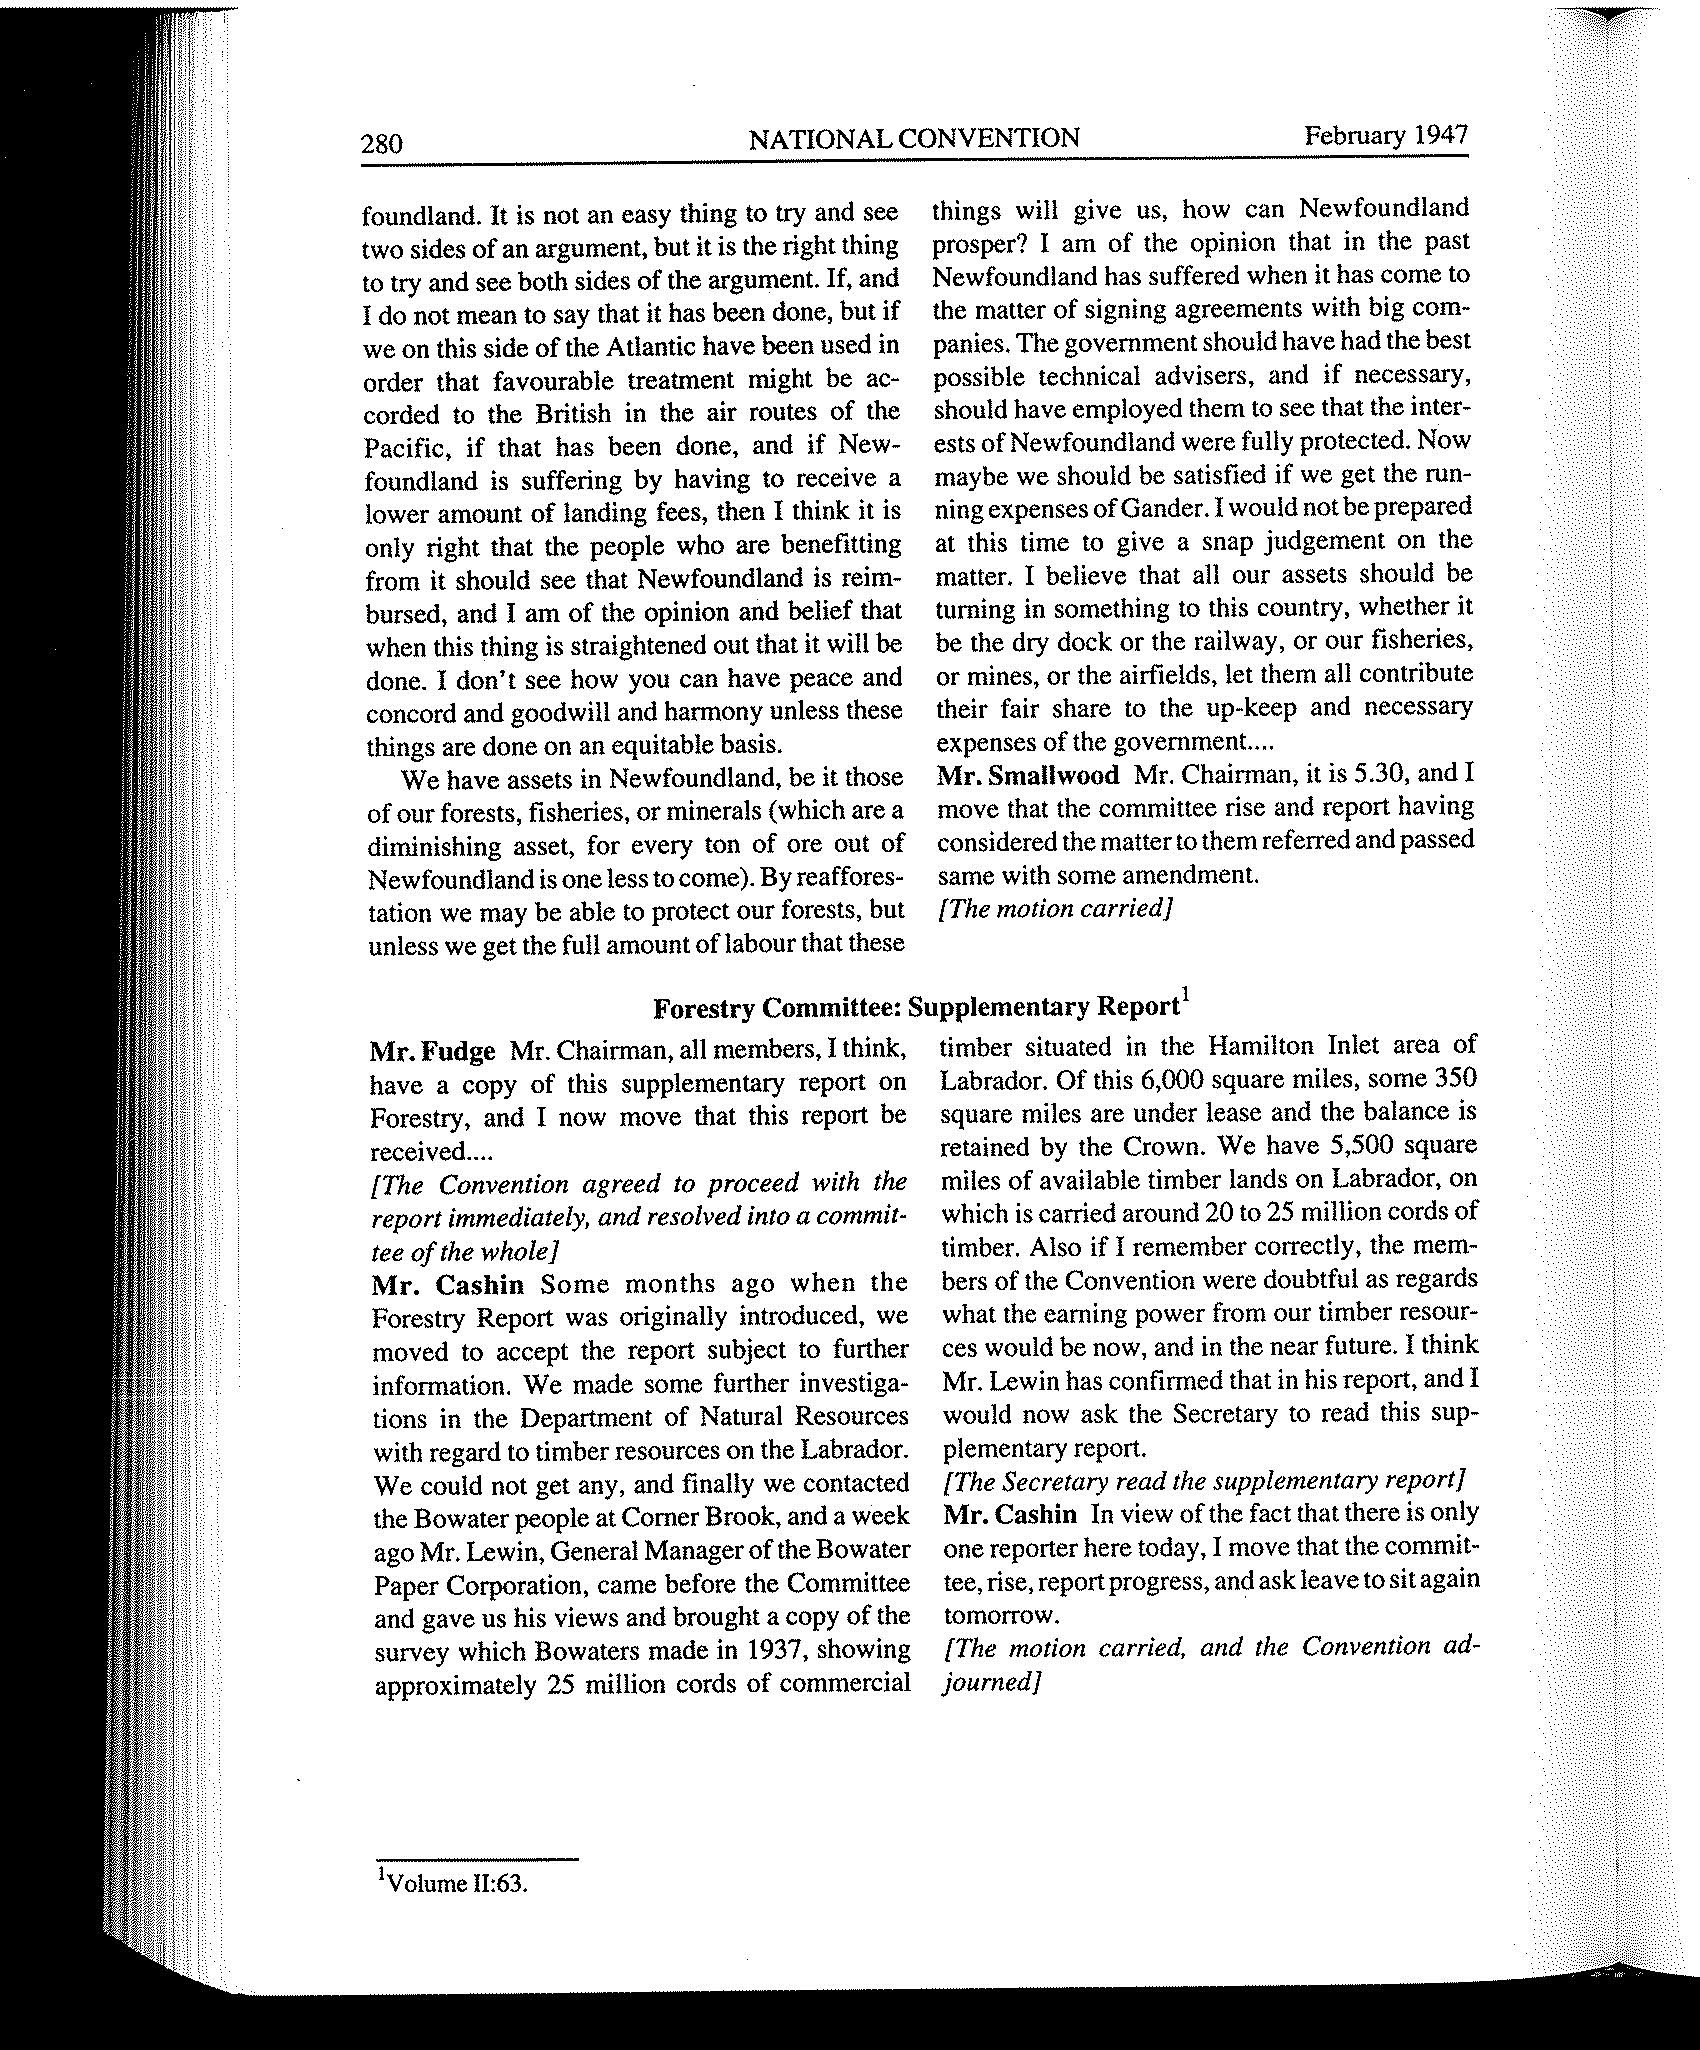 280 NATIONAL CONVENTION February 1947
foundland. It is not an easy thing to try and see
two sides of an argument, but it is the right thing
to try and see both sides of the argument. If, and
I do not mean to say that it has been done, but if
we on this side of the Atlantic have been used in
order that favourable treatment might be ac-
corded to the British in the air routes of the
Pacific, if that has been done, and if New-
foundland is suffering by having to receive a
lower amount of landing fees, then I think it is
only right that the people who are benefitting
from it should see that Newfoundland is reim-
bursed, and I am of the opinion and belief that
when this thing is straightened out that it will be
done. I don't see how you can have peace and
concord and goodwill and harmony unless these
things are done on an equitable basis.
We have assets in Newfoundland, be it those
of our forests, fisheries, or minerals (which are a
diminishing asset, for every ton of ore out of
Newfoundland is one less to come). By reaffores-
tation we may be able to protect our forests, but
unless we get the full amount of labour that these
things will give us, how can Newfoundland
prosper? I am of the opinion that in the past
Newfoundland has suffered when it has come to
the matter of signing agreements with big com-
panies. The government should have had the best
possible technical advisers, and if necessary,
should have employed them to see that the inter-
ests of Newfoundland were fully protected. Now
maybe we should be satisfied if we get the run-
ning expenses of Gander. I would not be prepared
at this time to give a snap judgement on the
matter. I believe that all our assets should be
turning in something to this country, whether it
be the dry dock or the railway, or our fisheries,
or mines, or the airfields, let them all contribute
their fair share to the up-keep and necessary
expenses of the government....
Mr. Smallwood Mr. Chairman, it is 5.30, and I
move that the committee rise and report having
considered the matter to them referred and passed
same with some amendment.
[The motion carried]
Forestry Committee: Supplementary Report1
Mr. Fudge Mr. Chairman, all members, I think,
have a copy of this supplementary report on
Forestry, and I now move that this report be
received....
[The Convention agreed to proceed with the
report immediately, and resolved into a commit-
tee of the whole]
Mr. Cashin Some months ago when the
Forestry Report was originally introduced, we
moved to accept the report subject to further
information. We made some further investiga-
tions in the Department of Natural Resources
with regard to timber resources on the Labrador.
We could not get any, and finally we contacted
the Bowater people at Corner Brook, and a week
ago Mr. Lewin, General Manager of the Bowater
Paper Corporation, came before the Committee
and gave us his views and brought a copy of the
survey which Bowaters made in 1937, showing
approximately 25 million cords of commercial
timber situated in the Hamilton Inlet area of
Labrador. Of this 6,000 square miles, some 350
square miles are under lease and the balance is
retained by the Crown. We have 5,500 square
miles of available timber lands on Labrador, on
which is carried around 20 to 25 million cords of
timber. Also if I remember correctly, the mem-
bers of the Convention were doubtful as regards
what the earning power from our timber resour-
ces would be now, and in the near future. I think
Mr. Lewin has confirmed that in his report, and I
would now ask the Secretary to read this sup-
plementary report.
[The Secretary read the supplementary report]
Mr. Cashin In view of the fact that there is only
one reporter here today, I move that the commit-
tee, rise, report progress, and ask leave to sit again
tomorrow.
[The motion carried, and the Convention ad-
journed]
1Volume II:63.